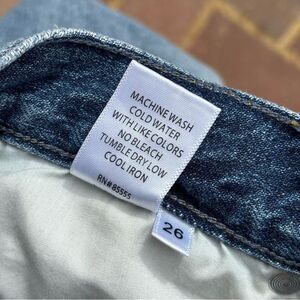 MACHINE WASH
COLD WATER
WITH LIKE COLORS
NO BLEACH
TUMBLE DRY LOW
COOL IRON
RN#85555
26